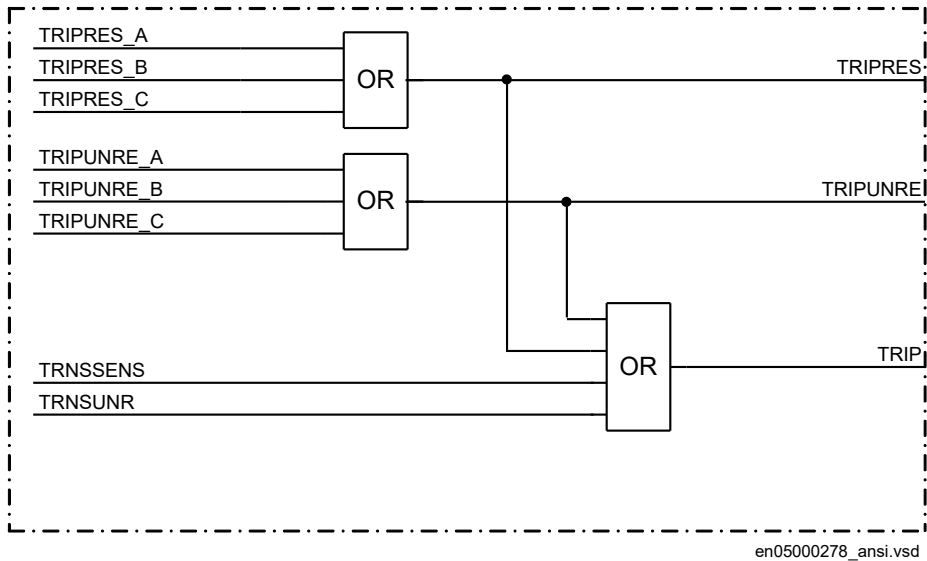 TRIPRES_A
TRIPRES_B
TRIPRES_C
OR
TRIPRES
TRIPUNRE_A
TRIPUNRE_B
TRIPUNRE_C
OR
TRIPUNRE
OR
TRIP
TRNSSENS
TRNSUNR
en05000278_ansi.vsd